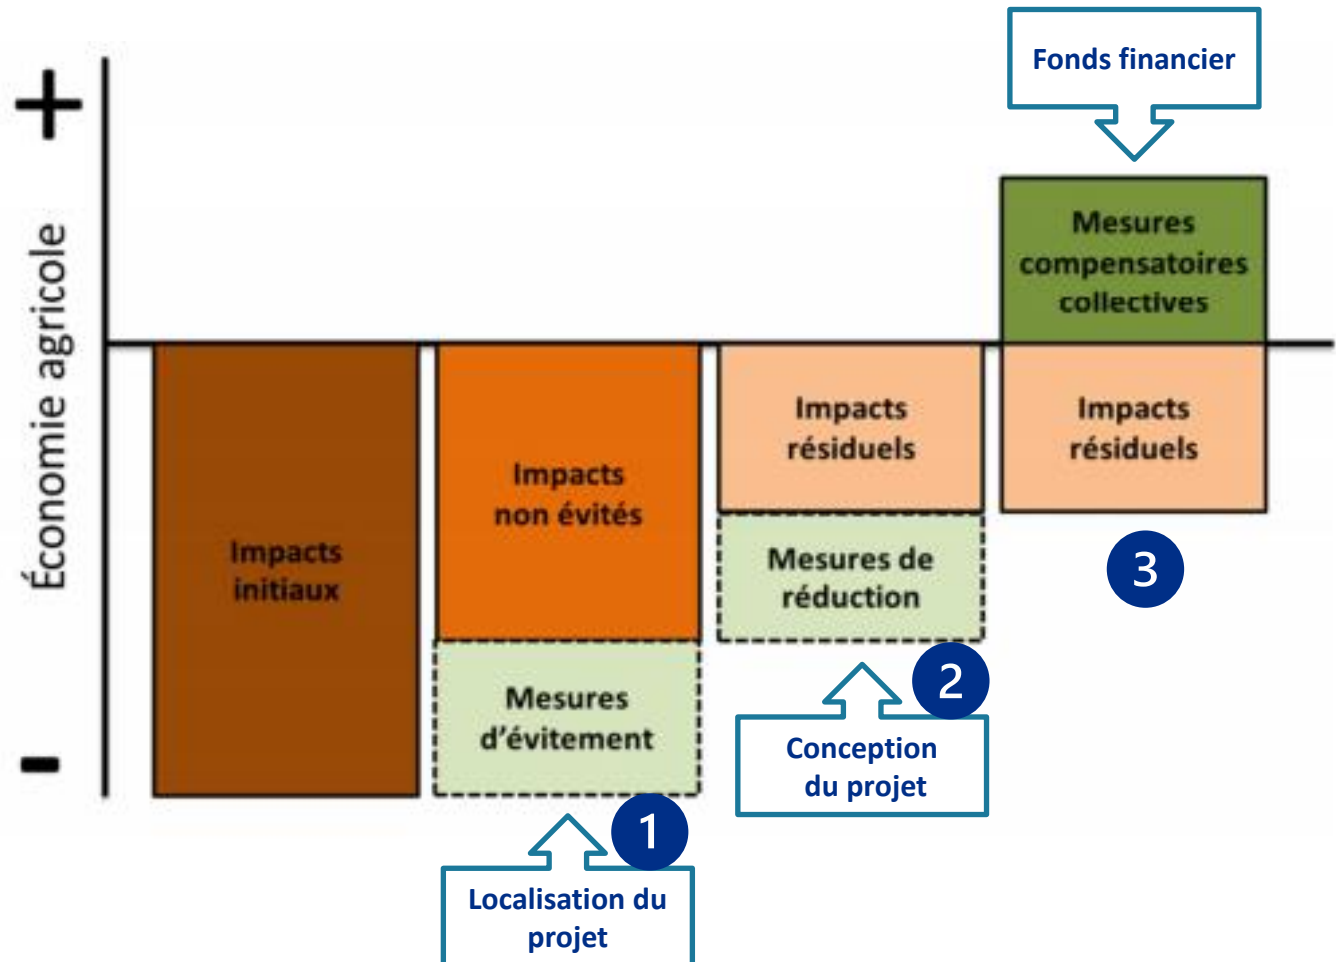 Fonds financier
+
Économie agricole
-
Mesures
compensatoires
collectives
Impacts
initiaux
Impacts
non évités
Mesures
d'évitement
Impacts
résiduels
Mesures de
réduction
Impacts
résiduels
3
2
Conception
du projet
1
Localisation du
projet